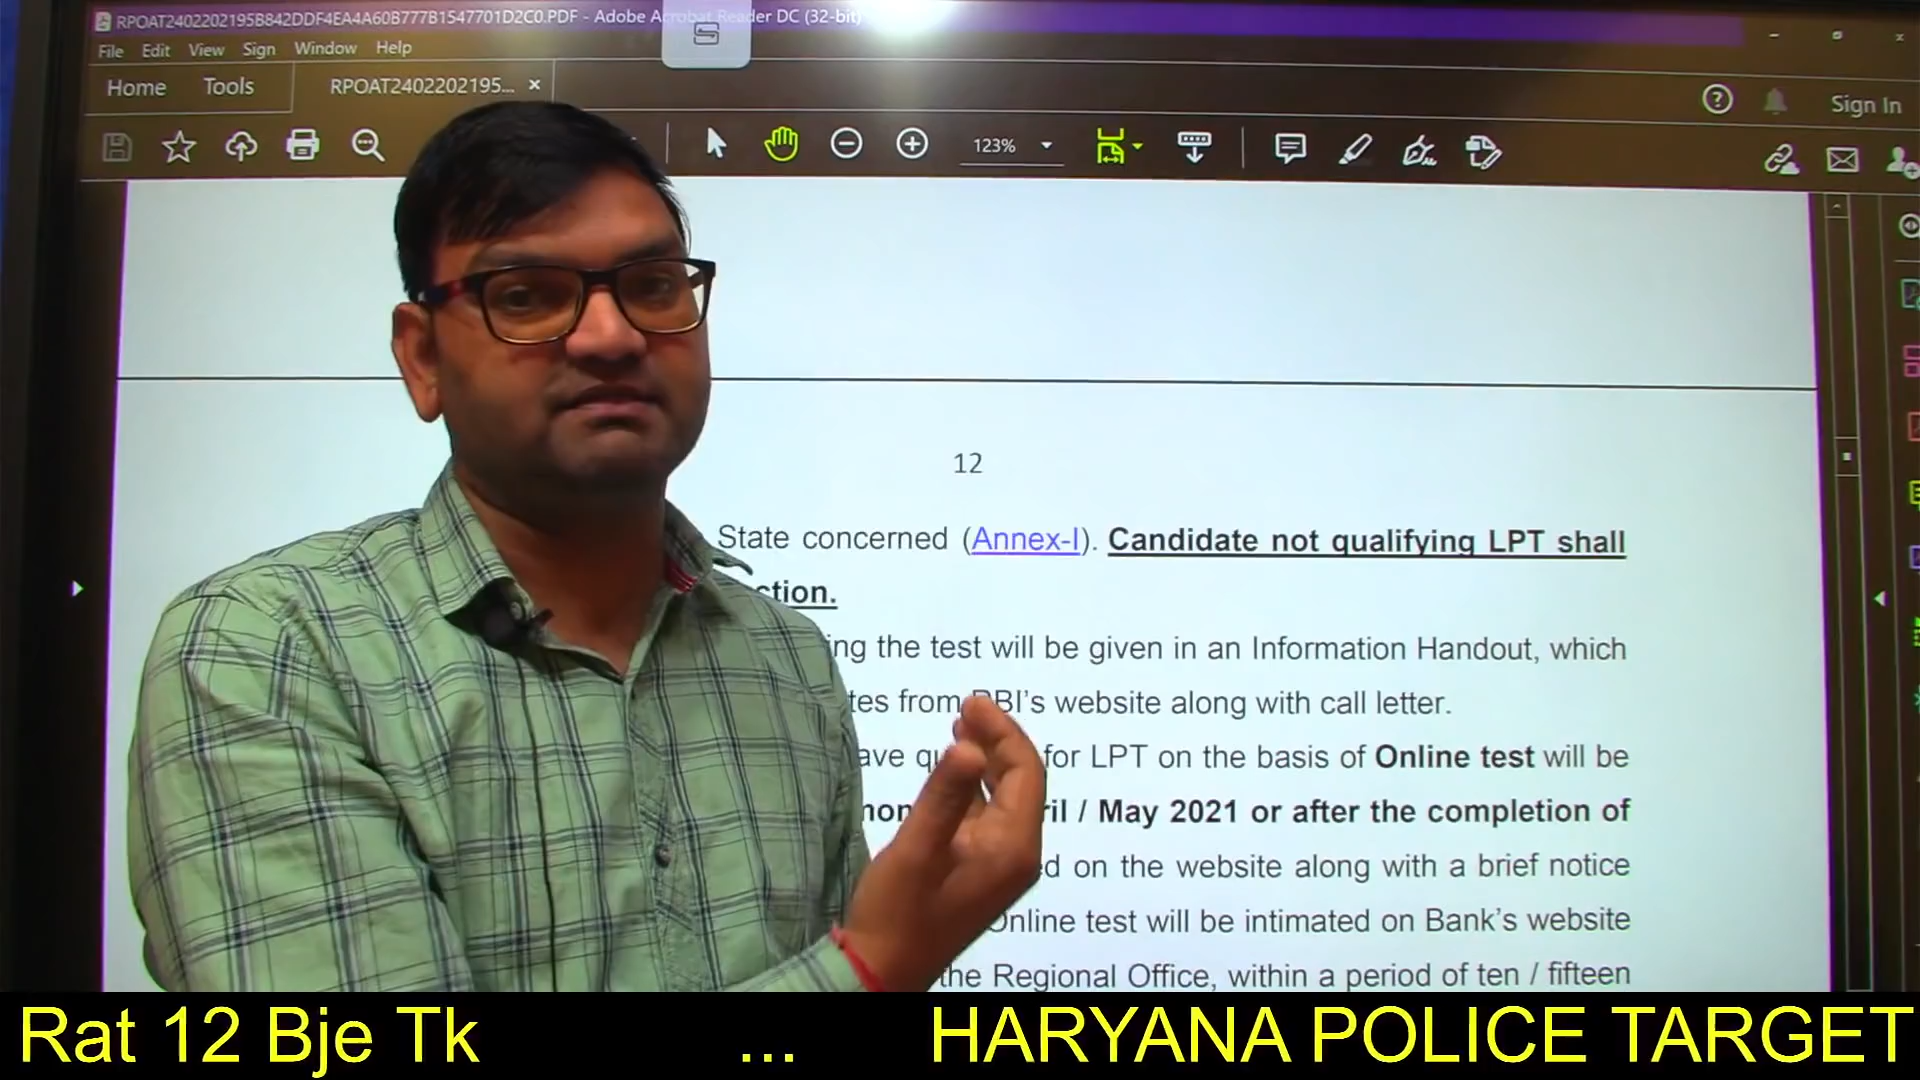 RPOAT2402202195B842DDF4EA4A60B777B1547701D2C0.PDF - Adobe Acrobat Reader DC (32-bit)
File Edit View Sign Window Help
Home Tools RPOAT2402202195... ×
Sign In
123%
12
State concerned (Annex-I). Candidate not qualifying LPT shall
ction.
ing the test will be given in an Information Handout, which
tes from RBI's website along with call letter.
ave for LPT on the basis of Online test will be
ril / May 2021 or after the completion of
d on the website along with a brief notice
Online test will be intimated on Bank's website
the Regional Office, within a period of ten / fifteen
Rat 12 Bje Tk ... HARYANA POLICE TARGET